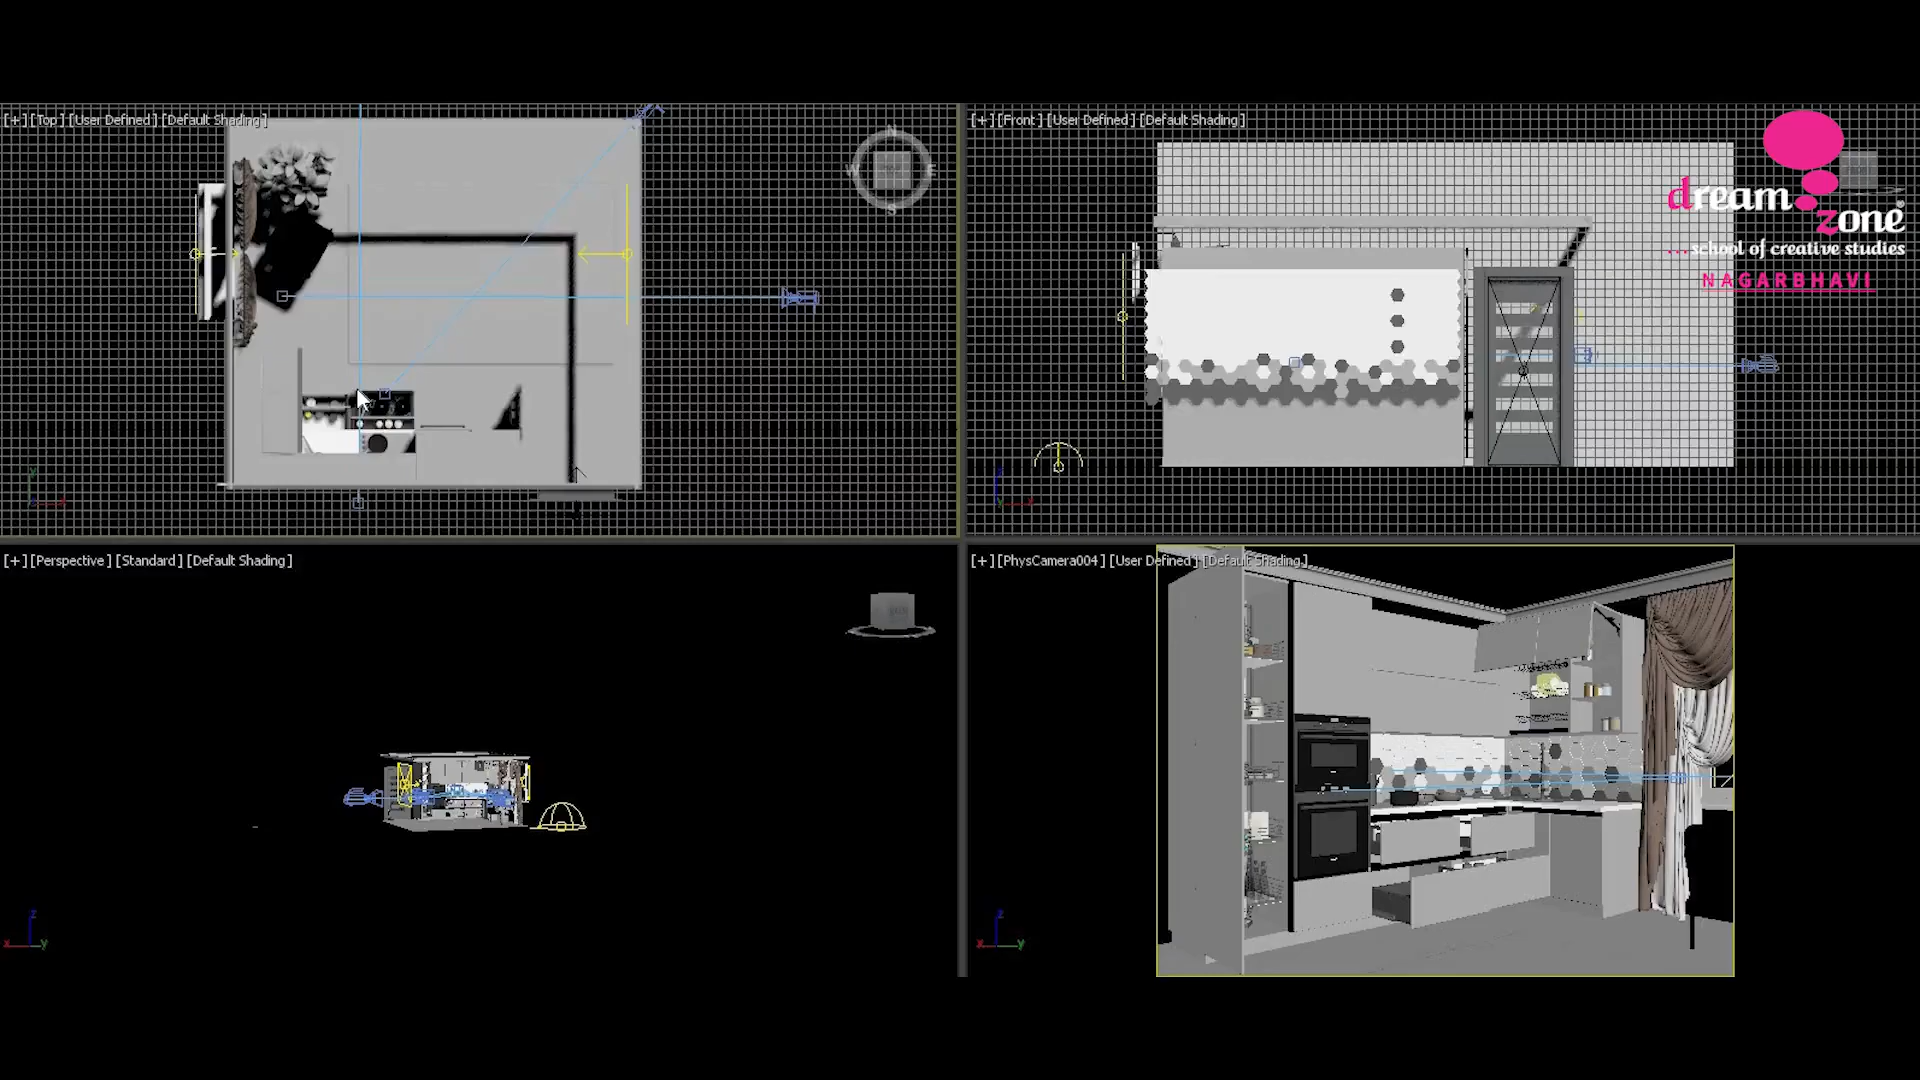 [+][Top][User Defined][Default Shading]
N
W
E
S
[+][Front][User Defined][Default Shading]
dream
zone®
...school of creative studies
NAGARBHAVI
[+][Perspective][Standard][Default Shading]
[+][PhysCamera004][User Defined][Default Shading]
z
x
y
z
x
y